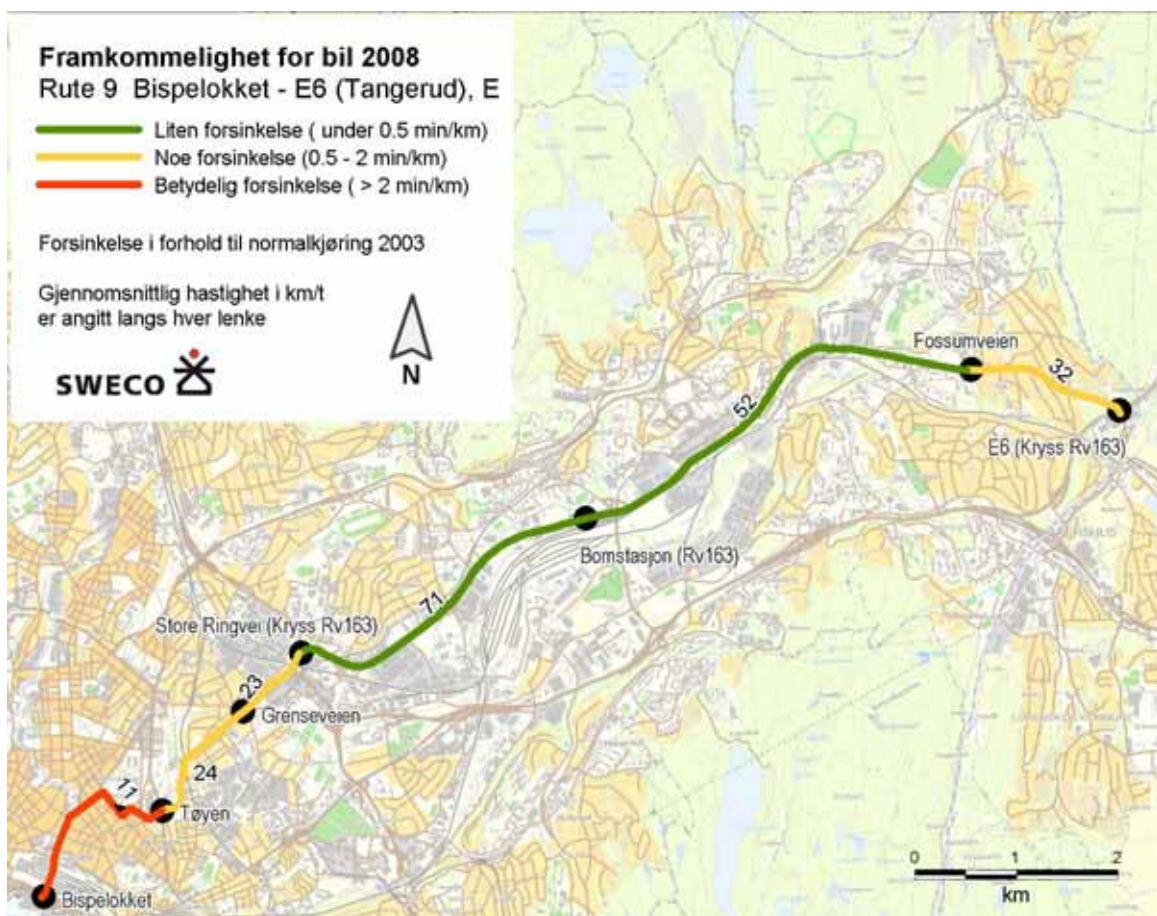 Framkommelighet for bil 2008
Rute 9 Bispelokket - E6 (Tangerud), E
Liten forsinkelse ( under 0.5 min/km)
Noe forsinkelse (0.5 - 2 min/km)
Betydelig forsinkelse ( > 2 min/km)
Forsinkelse i forhold til normalkjøring 2003
Gjennomsnittlig hastighet i km/t
er angitt langs hver lenke
SWECO
N
Fossumveien
32
52
E6 (Kryss Rv163)
Bomstasjon (Rv163)
71
Store Ringvei (Kryss Rv163)
23
Grenseveien
24
11
Tøyen
Bispelokket
0 1 2
km